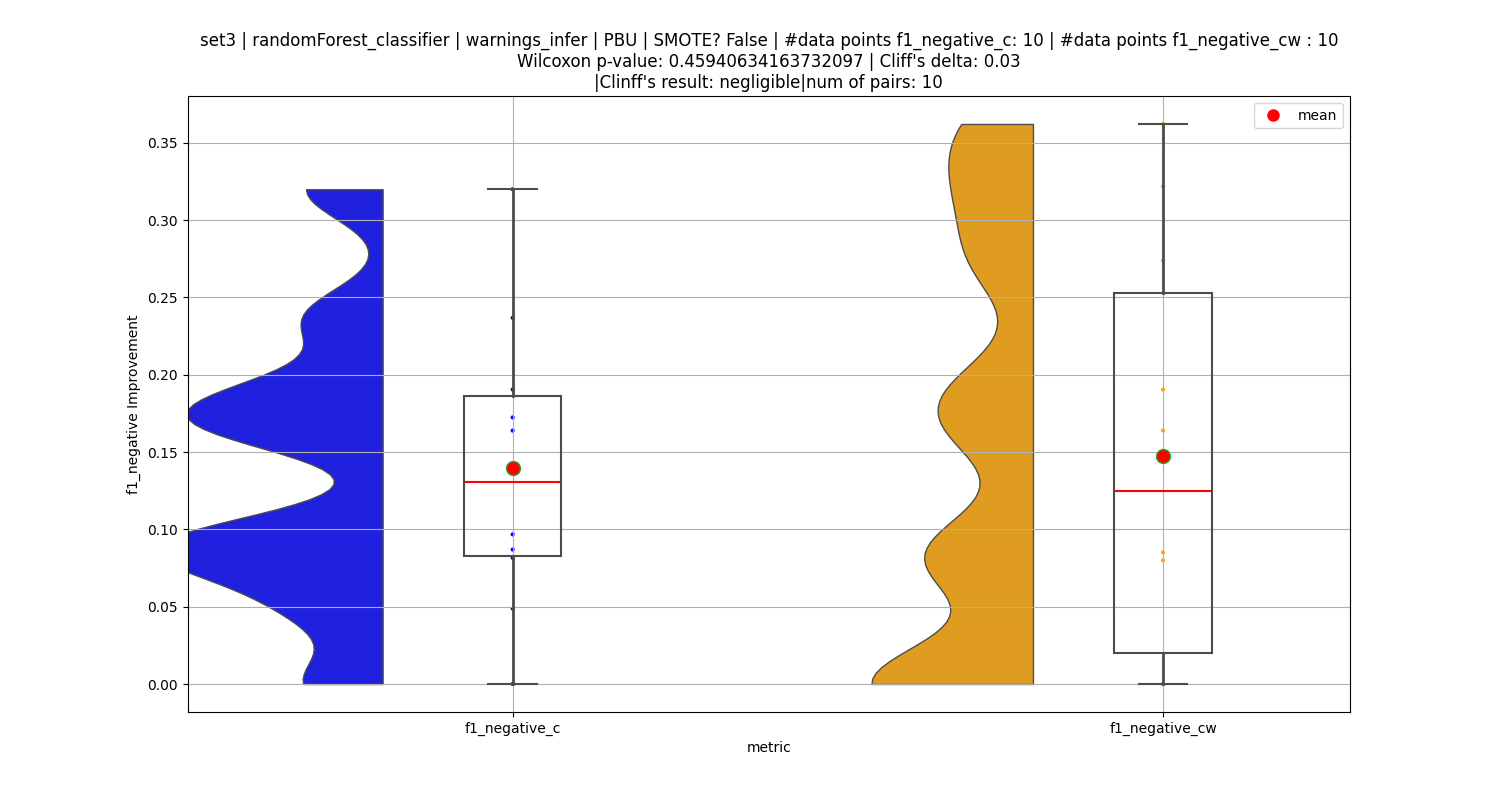 set3 | randomForest_classifier | warnings_infer | PBU | SMOTE? False | #data points f1_negative_c: 10 | #data points f1_negative_cw : 10
Wilcoxon p-value: 0.45940634163732097 | Cliff's delta: 0.03
|Clinff's result: negligible|num of pairs: 10
mean
0.35
0.30
0.25
0.20
0.15
0.10
0.05
0.00
f1_negative Improvement
f1_negative_c
f1_negative_cw
metric